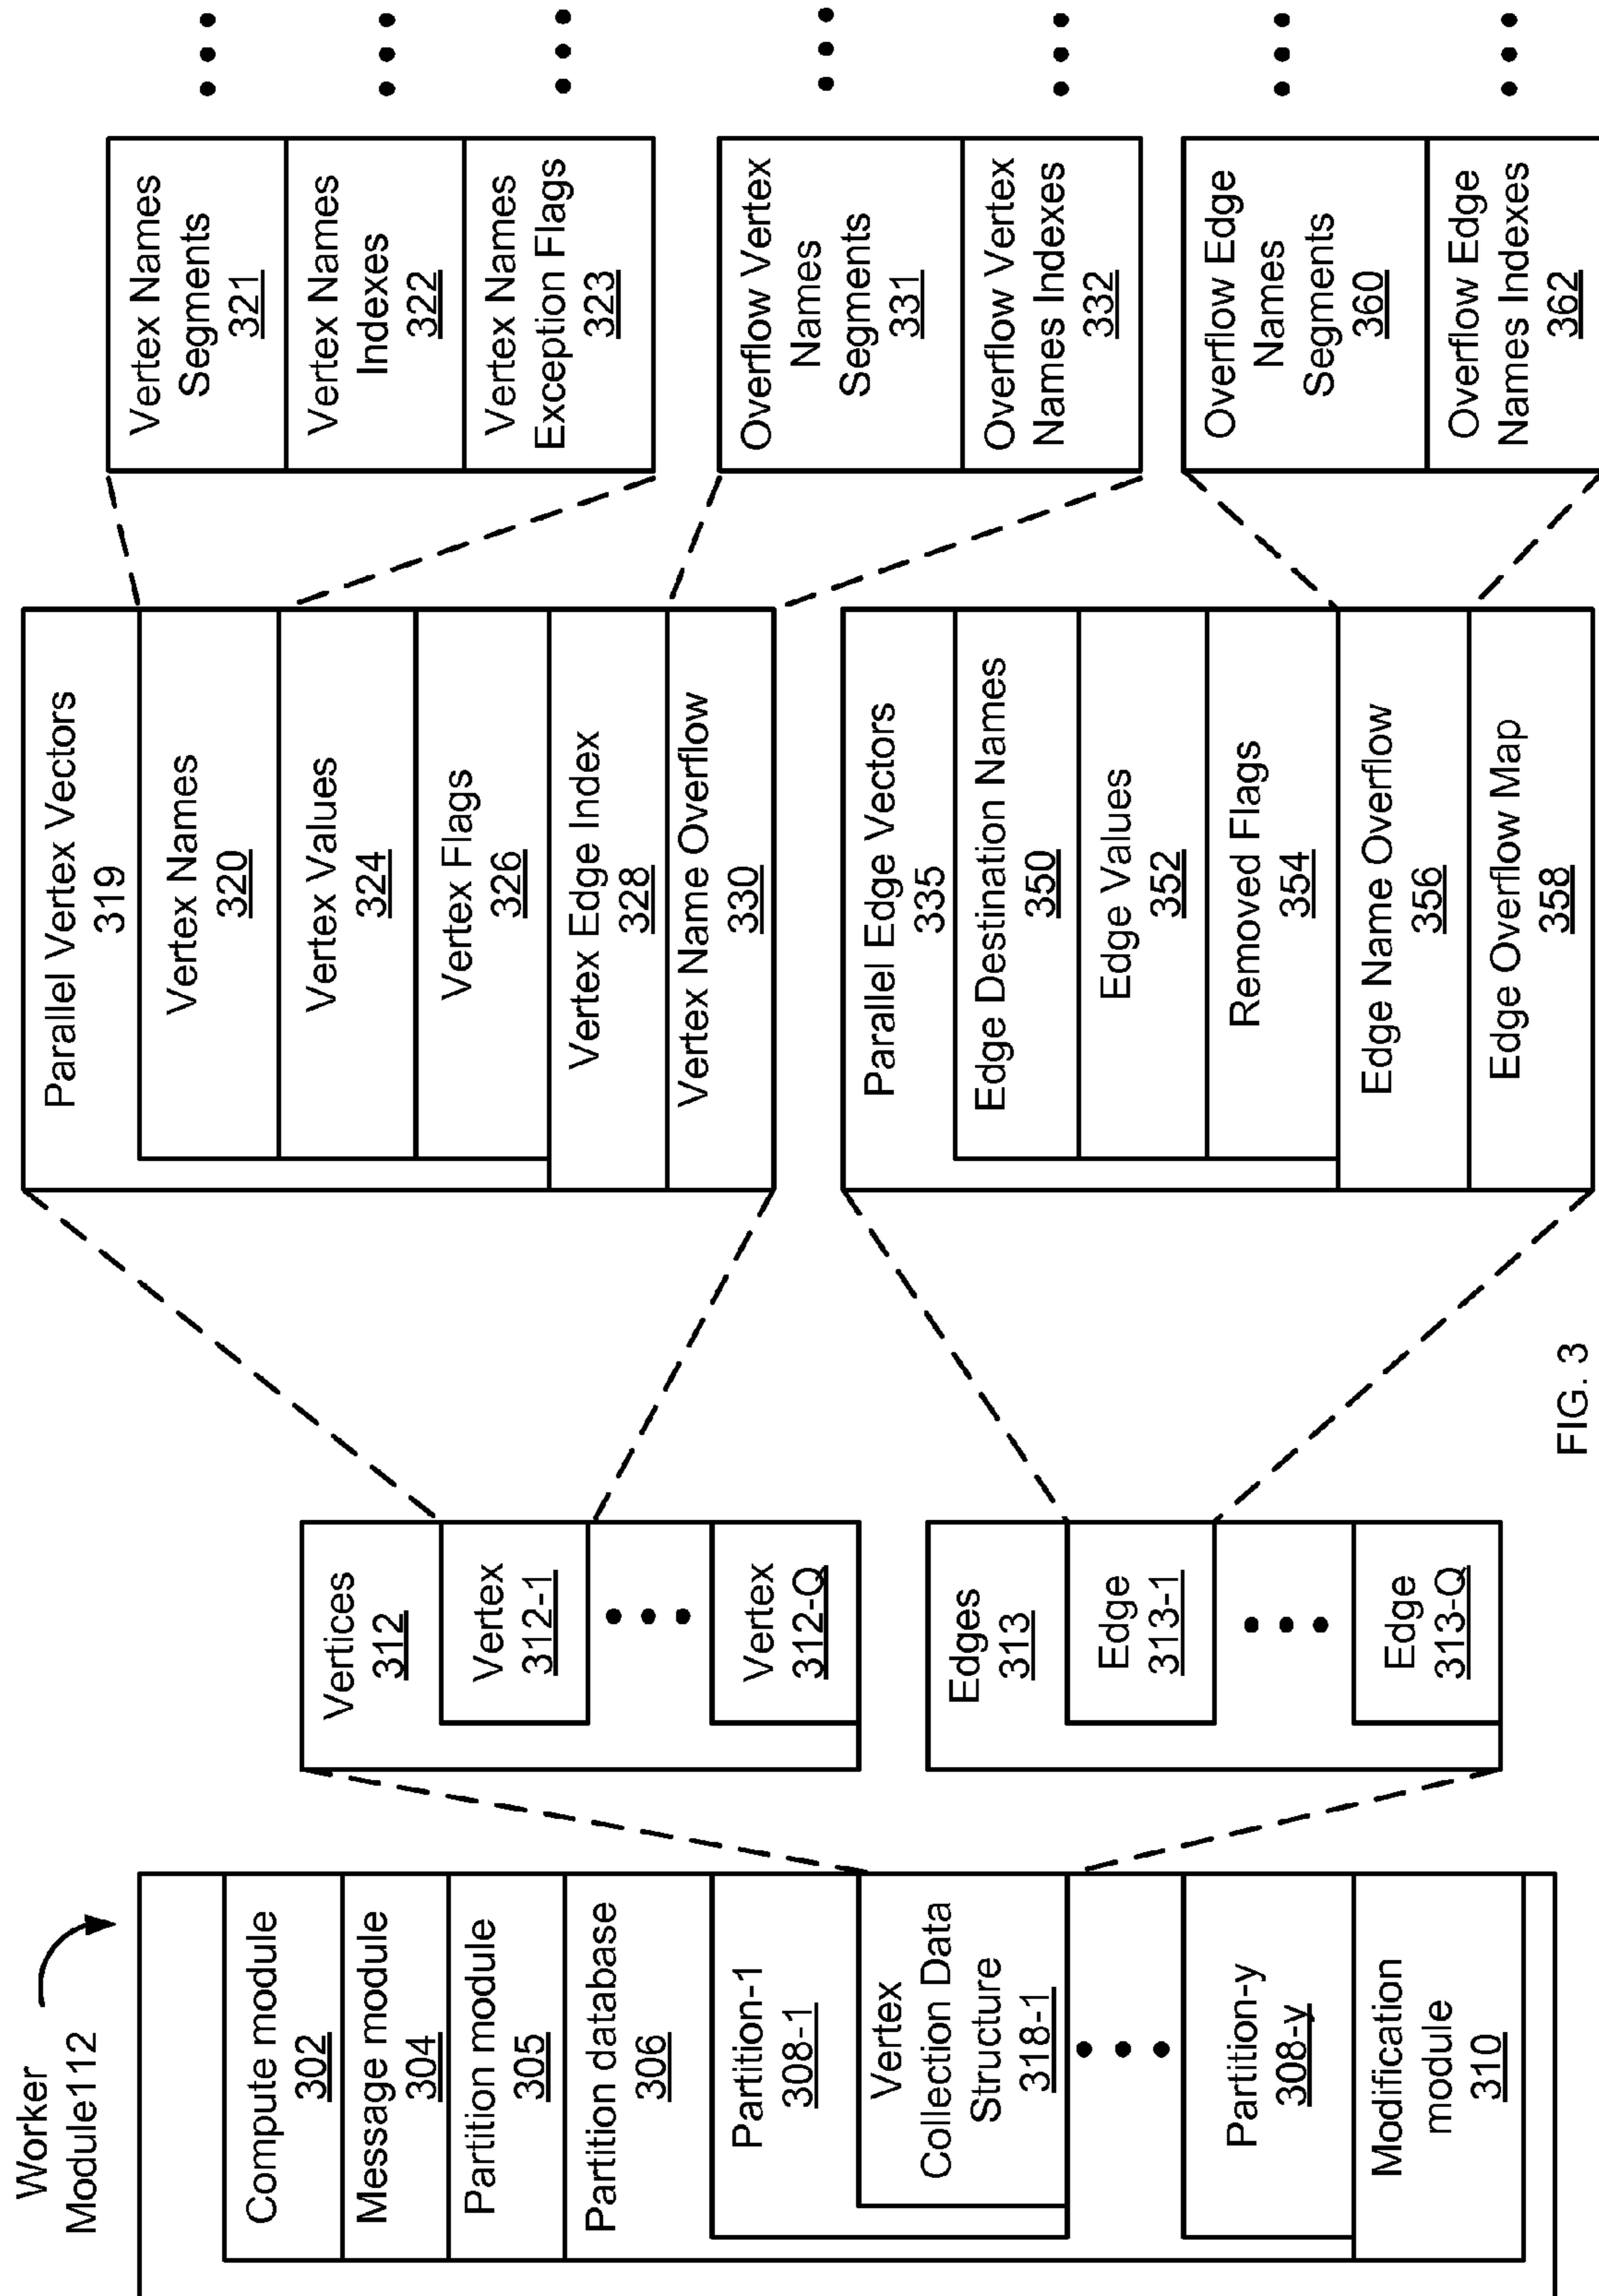 Worker
Module112
Compute module
302
Message module
304
Partition module
305
Partition database
306
Partition-1
308-1
Vertex
Collection Data
Structure
318-1
Partition-y
308-y
Modification
module
310
Vertices
312
Vertex
312-1
Vertex
312-Q
Edges
313
Edge
313-1
Edge
313-Q
Parallel Vertex Vectors
319
Vertex Names
320
Vertex Values
324
Vertex Flags
326
Vertex Edge Index
328
Vertex Name Overflow
330
Parallel Edge Vectors
335
Edge Destination Names
350
Edge Values
352
Removed Flags
354
Edge Name Overflow
356
Edge Overflow Map
358
Vertex Names
Segments
321
Vertex Names
Indexes
322
Vertex Names
Exception Flags
323
Overflow Vertex
Names
Segments
331
Overflow Vertex
Names Indexes
332
Overflow Edge
Names
Segments
360
Overflow Edge
Names Indexes
362
FIG. 3